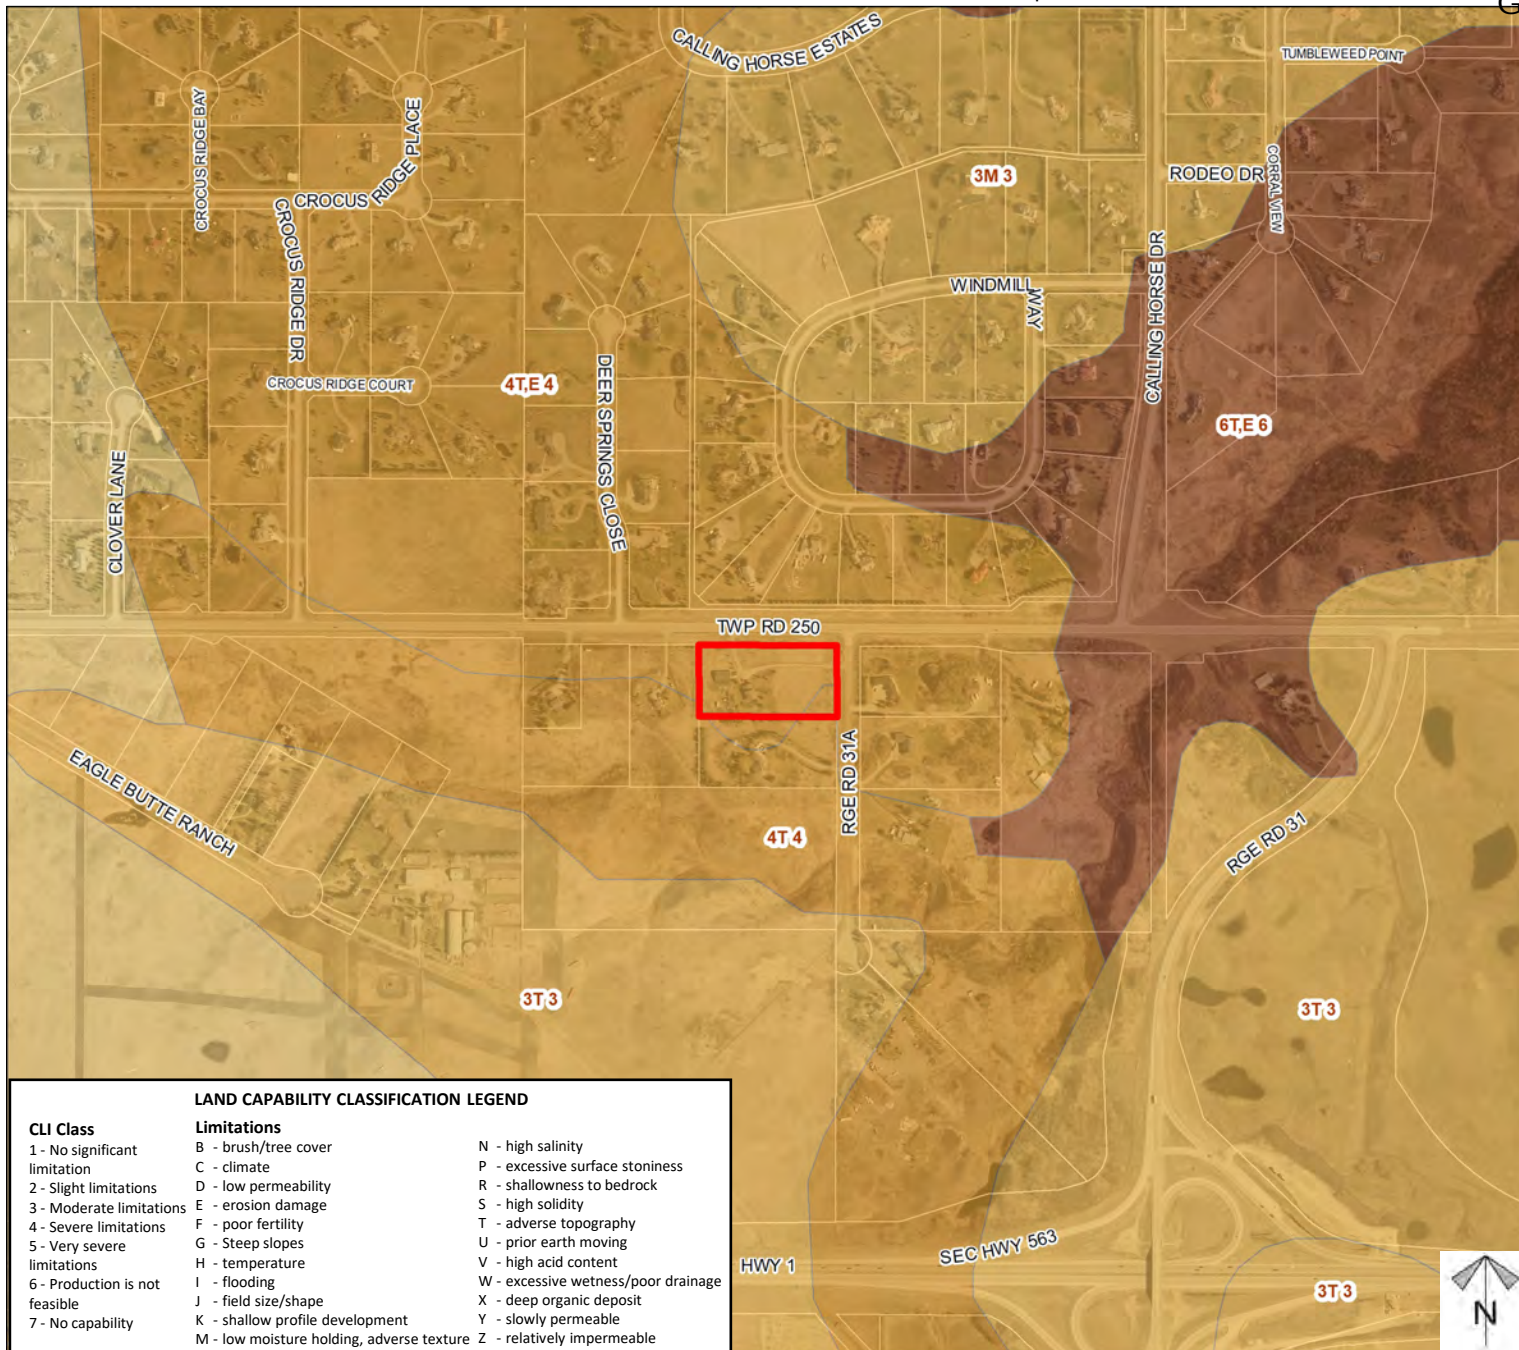 G
CALLING HORSE ESTATES
TUMBLEWEED POINT
CROCUS RIDGE BAY
CROCUS RIDGE PLACE
CORRAL VIEW
3M 3
RODEO DR
CROCUS RIDGE DR
CALLING HORSE DR
WINDMILL WAY
DEER SPRINGS CLOSE
CROCUS RIDGE COURT
4T,E 4
6T,E 6
CLOVER LANE
TWP RD 250
RGE RD 31A
EAGLE BUTTE RANCH
4T 4
RGE RD 31
3T 3
3T 3
SEC HWY 563
HWY 1
3T 3
N
LAND CAPABILITY CLASSIFICATION LEGEND
CLI Class
1 - No significant
limitation
2 - Slight limitations
3 - Moderate limitations
4 - Severe limitations
5 - Very severe
limitations
6 - Production is not
feasible
7 - No capability
Limitations
B - brush/tree cover
C - climate
D - low permeability
E - erosion damage
F - poor fertility
G - Steep slopes
H - temperature
I - flooding
J - field size/shape
K - shallow profile development
M - low moisture holding, adverse texture
N - high salinity
P - excessive surface stoniness
R - shallowness to bedrock
S - high solidity
T - adverse topography
U - prior earth moving
V - high acid content
W - excessive wetness/poor drainage
X - deep organic deposit
Y - slowly permeable
Z - relatively impermeable